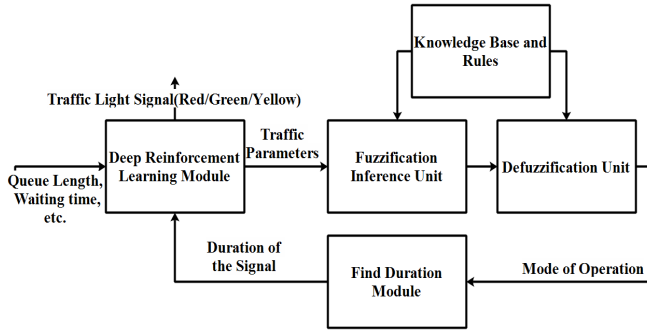 Knowledge Base and
Rules
Traffic Light Signal(Red/Green/Yellow)
Deep Reinforcement
Learning Module
Traffic
Parameters
Fuzzification
Inference Unit
Defuzzification Unit
Queue Length,
Waiting time,
etc.
Duration of
the Signal
Find Duration
Module
Mode of Operation